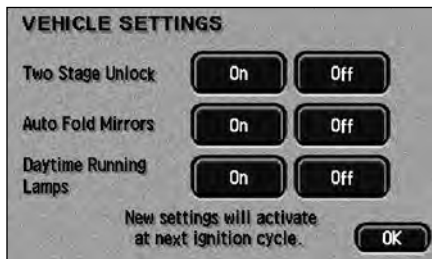 VEHICLE SETTINGS
Two Stage Unlock On Off
Auto Fold Mirrors On Off
Daytime Running
Lamps On Off
New settings will activate
at next ignition cycle. OK